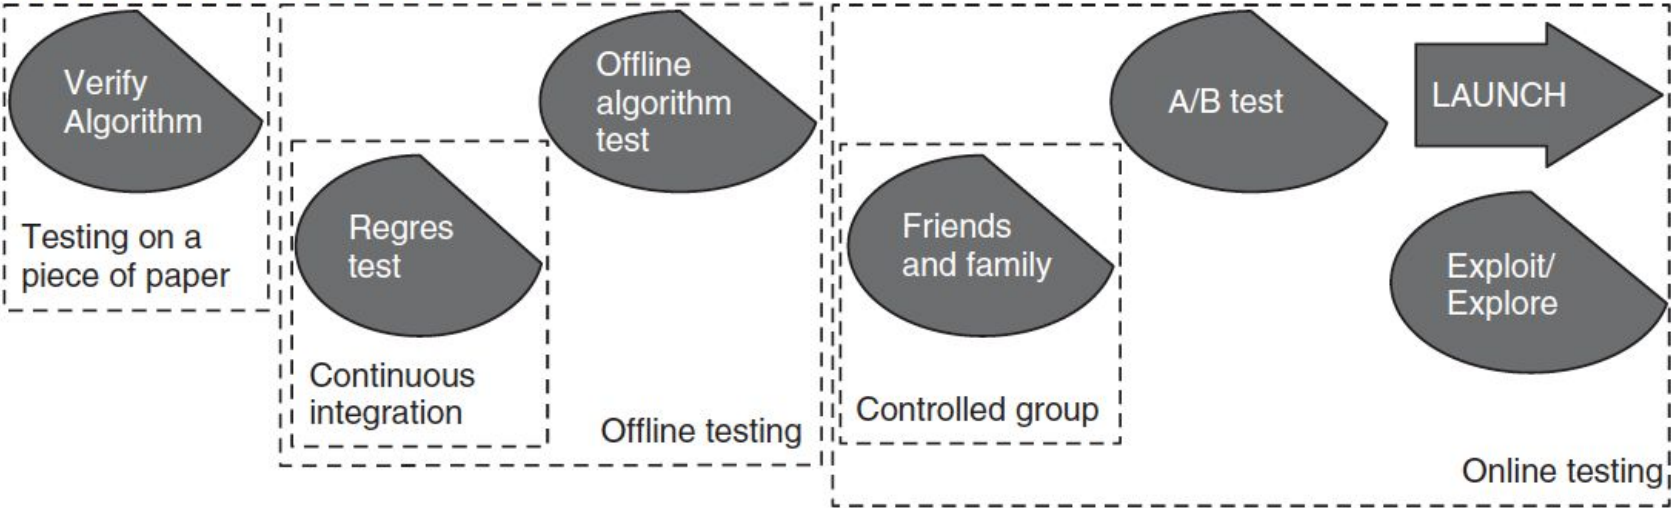 Verify
Algorithm
Testing on a
piece of paper
Regres
test
Continuous
integration
Offline
algorithm
test
Offline testing
Friends
and family
Controlled group
A/B test
LAUNCH
Exploit/
Explore
Online testing